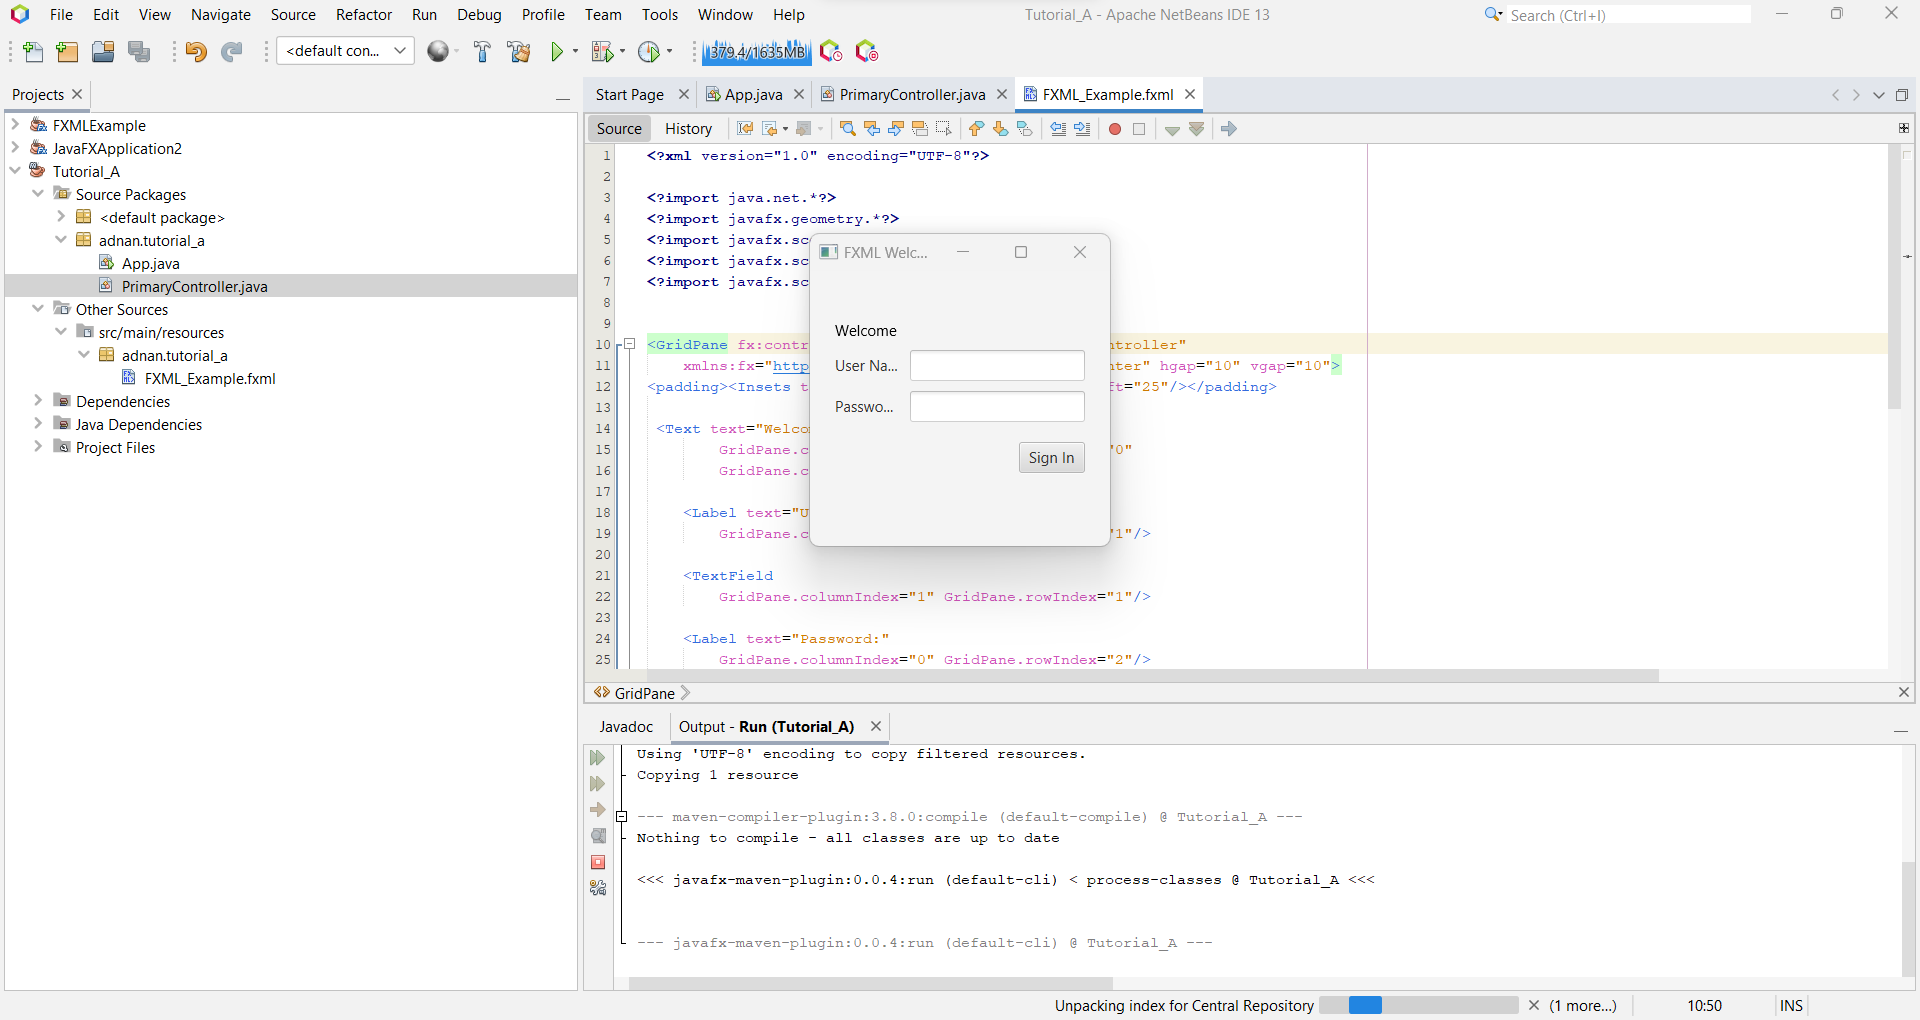 File Edit View Navigate Source Refactor Run Debug Profile Team Tools Window Help
Tutorial_A - Apache NetBeans IDE 13
Search (Ctrl+I)
<default con...
379,4/1635MB
Projects
FXMLExample
JavaFXApplication2
Tutorial_A
Source Packages
<default package>
adnan.tutorial_a
App.java
PrimaryController.java
Other Sources
src/main/resources
adnan.tutorial_a
FXML_Example.fxml
Dependencies
Java Dependencies
Project Files
Start Page App.java PrimaryController.java FXML_Example.fxml
Source History
1 <?xml version="1.0" encoding="UTF-8"?>
2
3 <?import java.net.*?>
4 <?import javafx.geometry.*?>
5 <?import javafx.sc
6 <?import javafx.sc
7 <?import javafx.sc
8
9
10 <GridPane fx:contr ntroller"
11 xmlns:fx="http nter" hgap="10" vgap="10">
12 <padding><Insets t ft="25"/></padding>
13
14 <Text text="Welco
15 GridPane.c "0"
16 GridPane.c
17
18 <Label text="U
19 GridPane.c "1"/>
20
21 <TextField
22 GridPane.columnIndex="1" GridPane.rowIndex="1"/>
23
24 <Label text="Password:"
25 GridPane.columnIndex="0" GridPane.rowIndex="2"/>
FXML Welc...
Welcome
User Na...
Passwo...
Sign In
GridPane
Javadoc Output - Run (Tutorial_A)
Using 'UTF-8' encoding to copy filtered resources.
Copying 1 resource
--- maven-compiler-plugin:3.8.0:compile (default-compile) @ Tutorial_A ---
Nothing to compile - all classes are up to date
<<< javafx-maven-plugin:0.0.4:run (default-cli) < process-classes @ Tutorial_A <<<
--- javafx-maven-plugin:0.0.4:run (default-cli) @ Tutorial_A ---
Unpacking index for Central Repository (1 more...) 10:50 INS